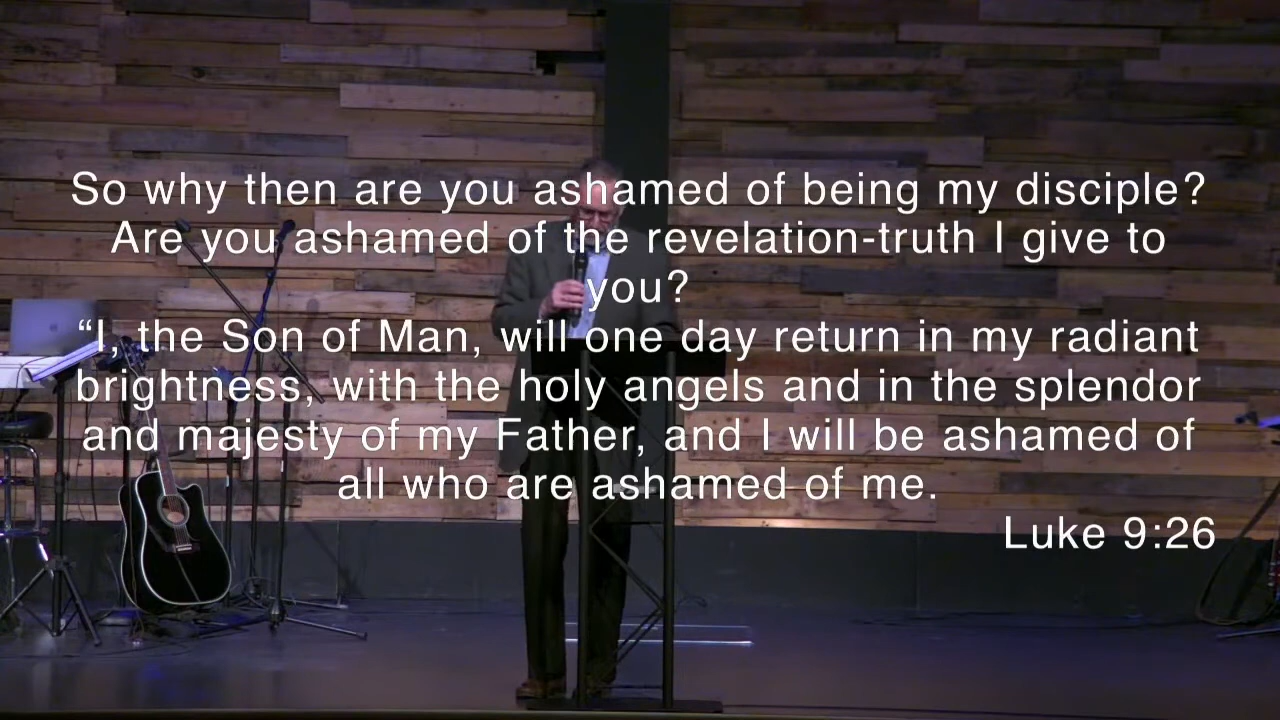 So why then are you ashamed of being my disciple?
Are you ashamed of the revelation-truth I give to
you?
“I, the Son of Man, will one day return in my radiant
brightness, with the holy angels and in the splendor
and majesty of my Father, and I will be ashamed of
all who are ashamed of me.
Luke 9:26